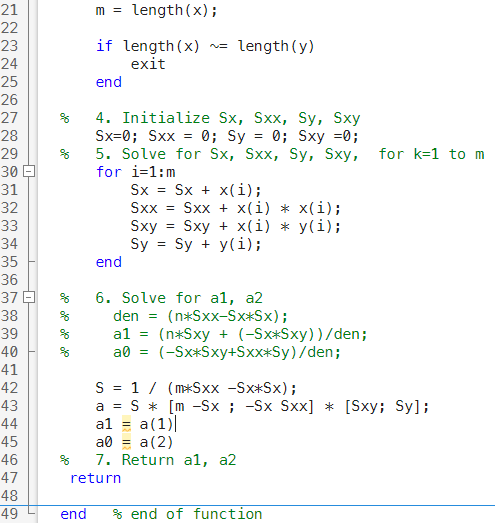 21 m = length(x);
22
23 if length(x) ~= length(y)
24 exit
25 end
26
27 % 4. Initialize Sx, Sxx, Sy, Sxy
28 Sx=0; Sxx = 0; Sy = 0; Sxy =0;
29 % 5. Solve for Sx, Sxx, Sy, Sxy, for k=1 to m
30 for i=1:m
31 Sx = Sx + x(i);
32 Sxx = Sxx + x(i) * x(i);
33 Sxy = Sxy + x(i) * y(i);
34 Sy = Sy + y(i);
35 end
36
37 % 6. Solve for a1, a2
38 % den = (n*Sxx-Sx*Sx);
39 % a1 = (n*Sxy + (-Sx*Sxy))/den;
40 % a0 = (-Sx*Sxy+Sxx*Sy)/den;
41
42 S = 1 / (m*Sxx -Sx*Sx);
43 a = S * [m -Sx ; -Sx Sxx] * [Sxy; Sy];
44 a1 = a(1)
45 a0 = a(2)
46 % 7. Return a1, a2
47 return
48
49 end % end of function